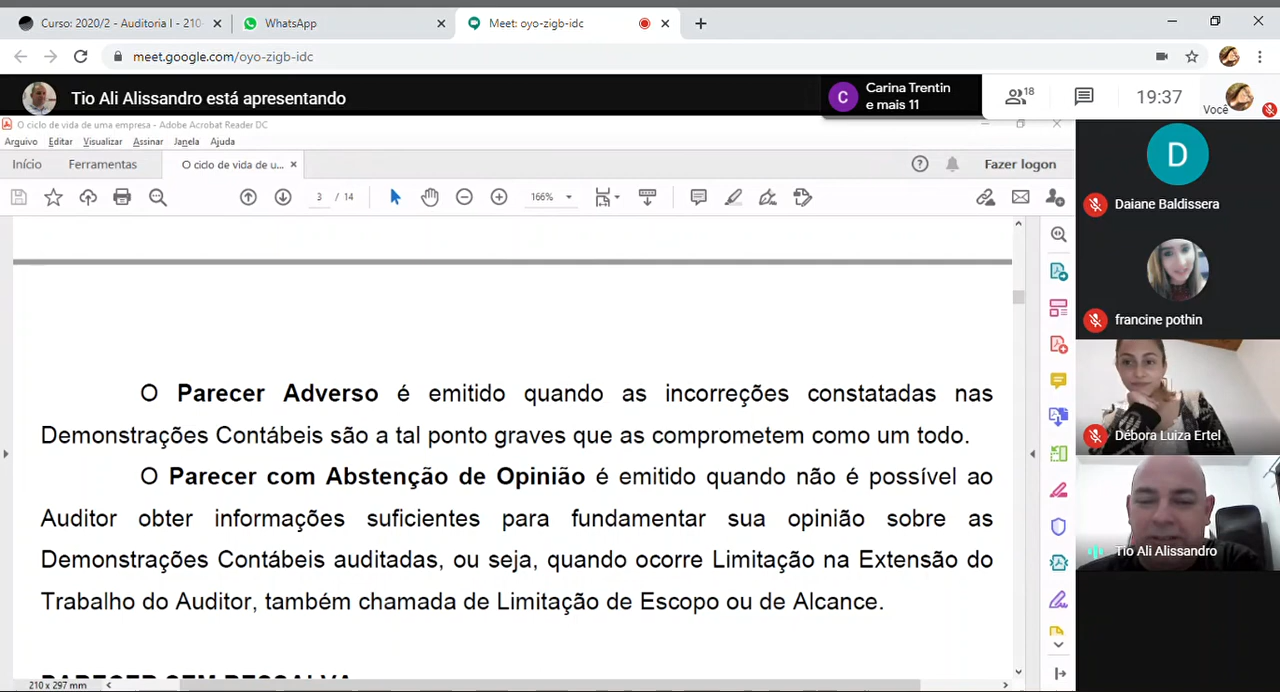 Curso: 2020/2 - Auditoria I - 210
WhatsApp
Meet: oyo-zigb-idc
meet.google.com/oyo-zigb-idc
Tio Ali Alissandro está apresentando
C
Carina Trentin
e mais 11
18
19:37
Você
O ciclo de vida de uma empresa - Adobe Acrobat Reader DC
Arquivo Editar Visualizar Assinar Janela Ajuda
Início Ferramentas O ciclo de vida de u... Fazer logon
3 / 14 166%
D
Daiane Baldissera
francine pothin
Débora Luiza Ertel
Tio Ali Alissandro
O Parecer Adverso é emitido quando as incorreções constatadas nas
Demonstrações Contábeis são a tal ponto graves que as comprometem como um todo.
O Parecer com Abstenção de Opinião é emitido quando não é possível ao
Auditor obter informações suficientes para fundamentar sua opinião sobre as
Demonstrações Contábeis auditadas, ou seja, quando ocorre Limitação na Extensão do
Trabalho do Auditor, também chamada de Limitação de Escopo ou de Alcance.
PARECER SEM RESSALVA
210 x 297 mm